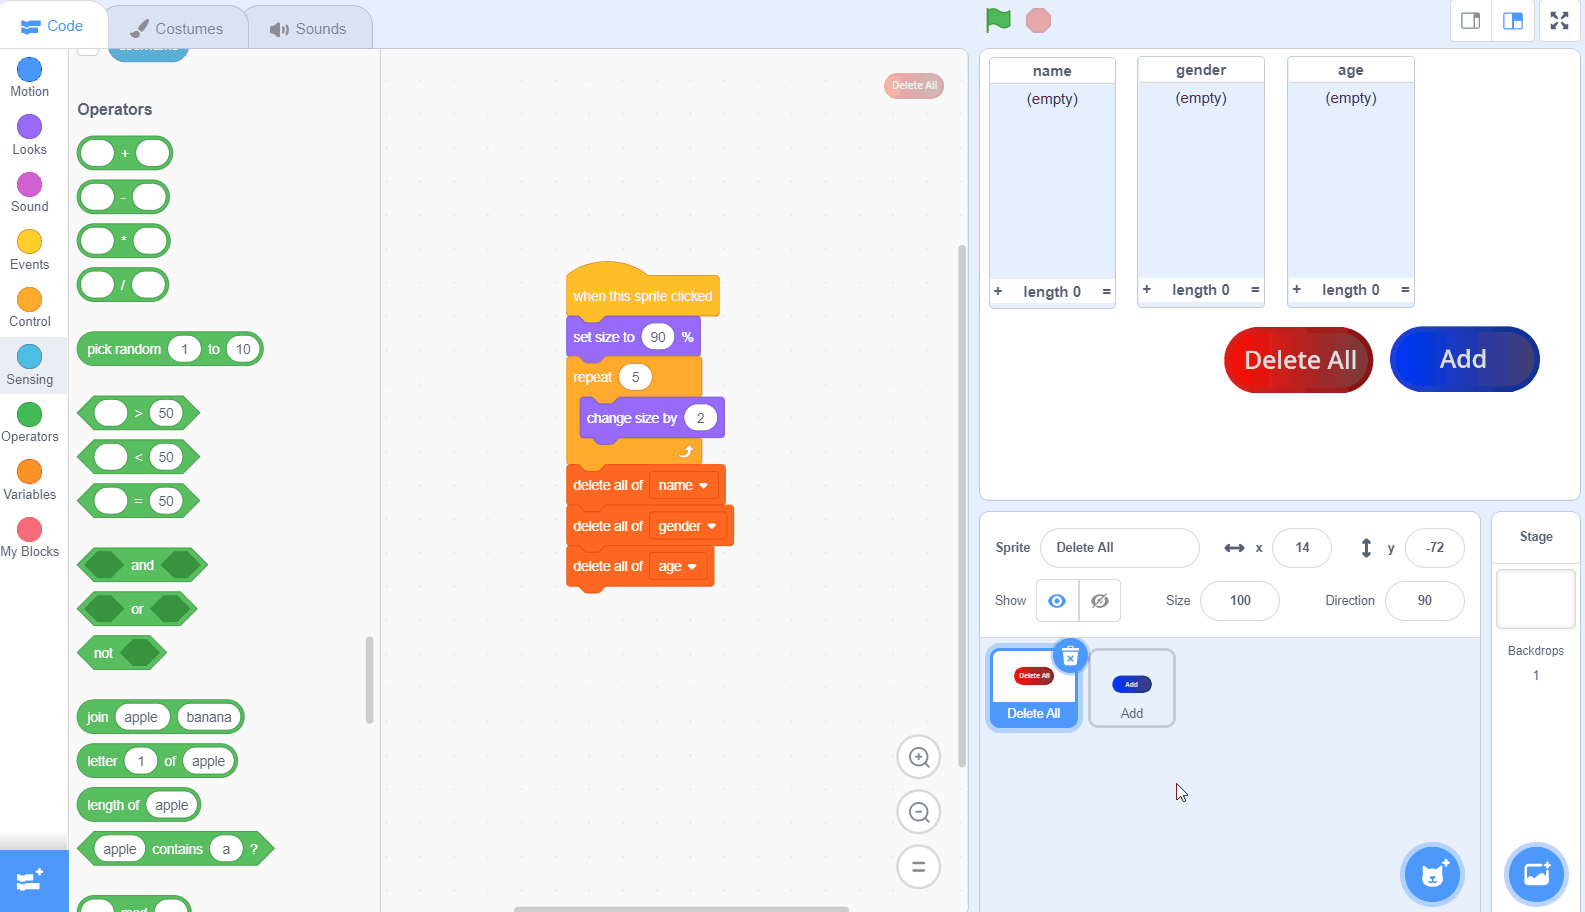 Code
Costumes
Sounds
Motion
Looks
Sound
Events
Control
Sensing
Operators
Variables
My Blocks
Operators
+
-
*
/
pick random 1 to 10
> 50
< 50
= 50
and
or
not
join apple banana
letter 1 of apple
length of apple
apple contains a ?
mod
Delete All
when this sprite clicked
set size to 90 %
repeat 5
change size by 2
delete all of name
delete all of gender
delete all of age
=
name
(empty)
+ length 0 =
gender
(empty)
+ length 0 =
age
(empty)
+ length 0 =
Delete All
Add
Sprite Delete All x 14 y -72
Show Size 100 Direction 90
Delete All
Delete All
Add
Add
Stage
Backdrops
1